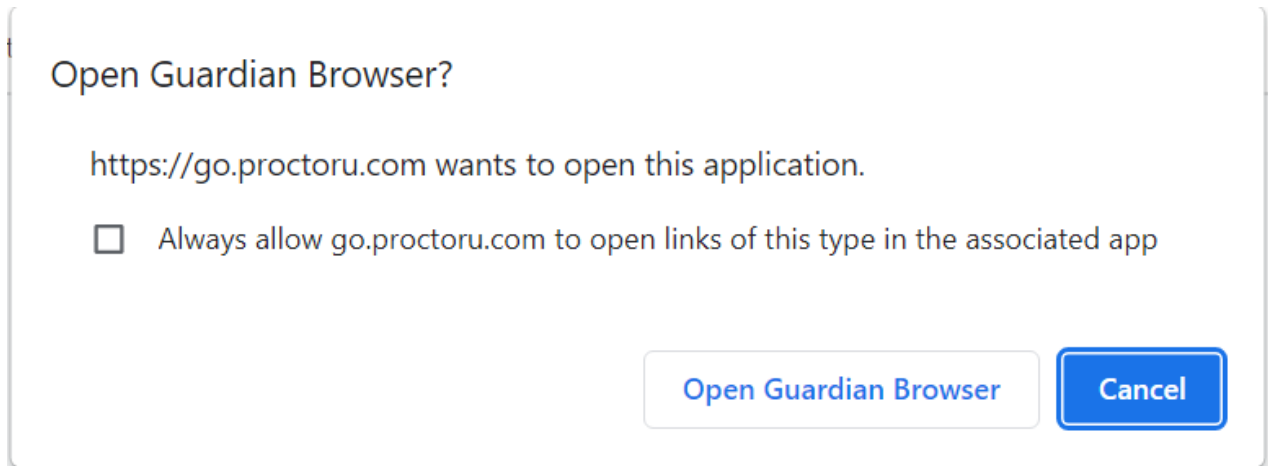 Open Guardian Browser?
https://go.proctoru.com wants to open this application.
Always allow go.proctoru.com to open links of this type in the associated app
Open Guardian Browser
Cancel